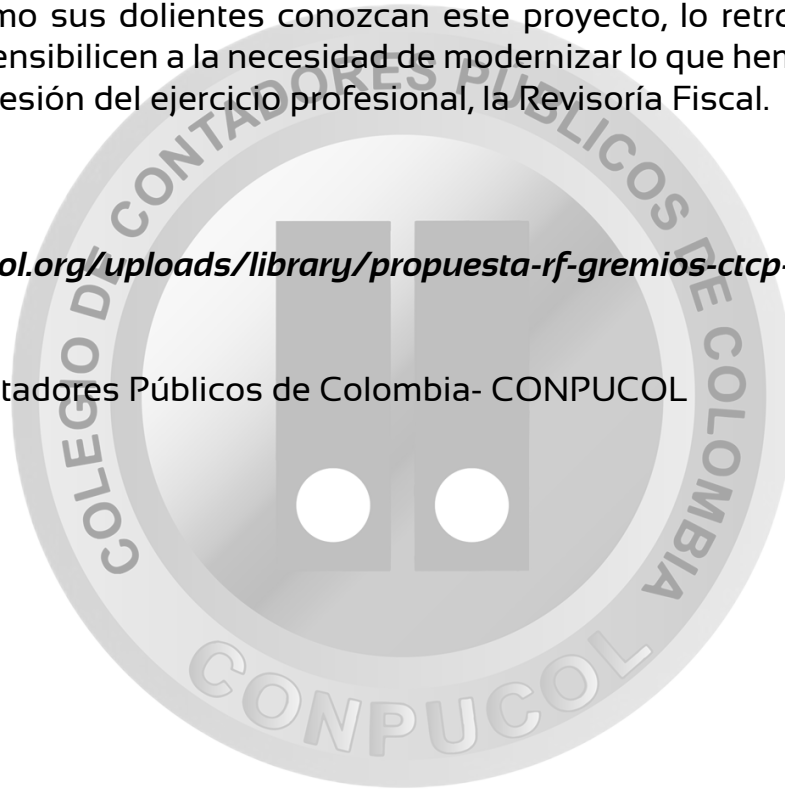 mo sus dolientes conozcan este proyecto, lo retro
ensibilicen a la necesidad de modernizar lo que hem
esión del ejercicio profesional, la Revisoría Fiscal.
ol.org/uploads/library/propuesta-rf-gremios-ctcp-
tadores Públicos de Colombia- CONPUCOL
COLEGIO DE CONTADORES PUBLICOS DE COLOMBIA
CONPUCOL